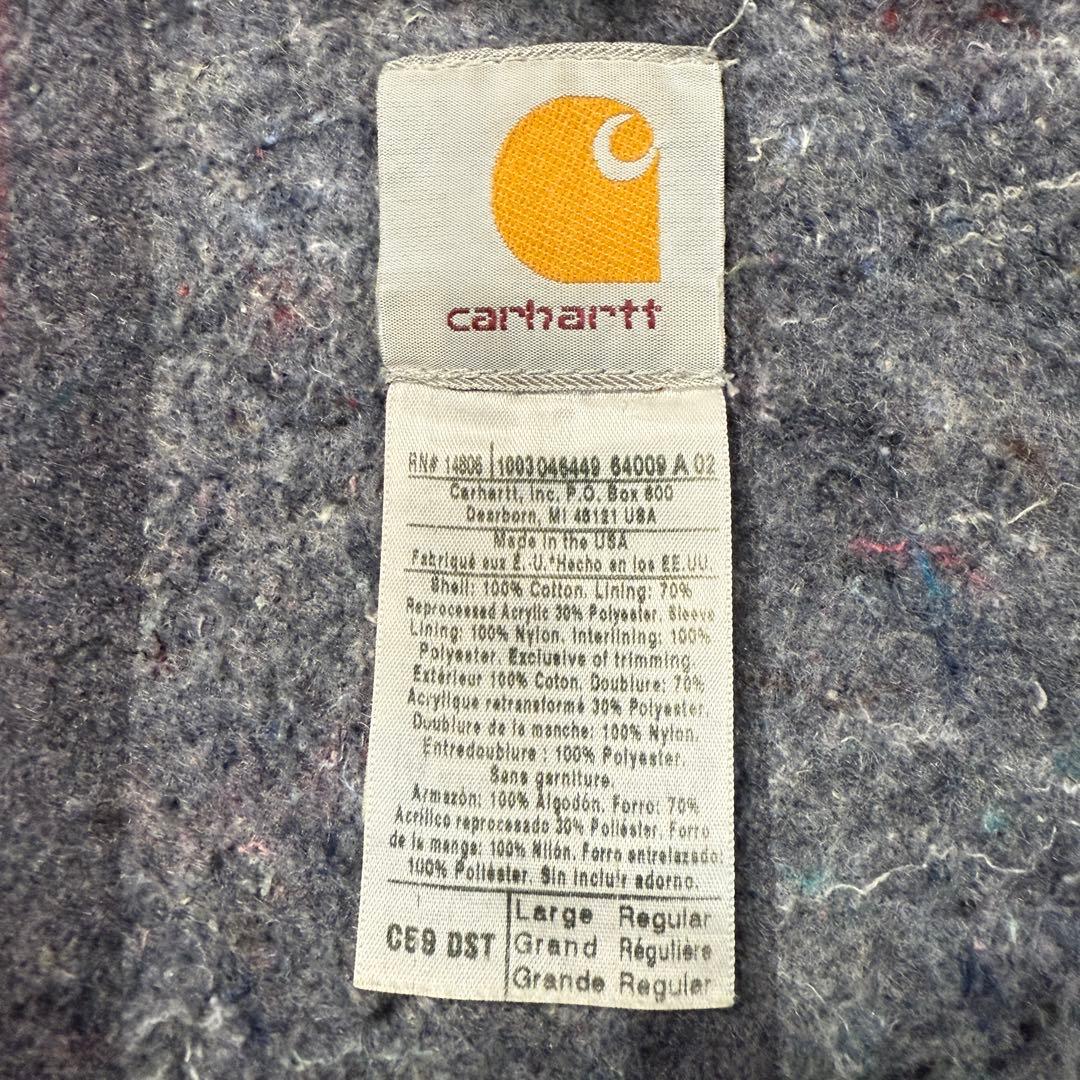 carhartt
RN# 14806 1003046449 64009 A 02
Carhartt, Inc. P.O. Box 600
Dearborn, MI 48121 USA
Made in the USA
Fabriqué aux É.-U.*Hecho en los EE.UU.
Shell: 100% Cotton. Lining: 70%
Reprocessed Acrylic 30% Polyester. Sleeve
Lining: 100% Nylon. Interlining: 100%
Polyester. Exclusive of trimming.
Extérieur 100% Coton. Doublure: 70%
Acrylique retransformé 30% Polyester.
Doublure de la manche: 100% Nylon.
Entredoublure : 100% Polyester.
Sans garniture.
Armazón: 100% Algodón. Forro: 70%
Acrílico reprocesado 30% Poliéster. Forro
de la manga: 100% Nilón. Forro entrelazado:
100% Poliéster. Sin incluir adorno.
C59 DST
Large Regular
Grand Régulière
Grande Regular